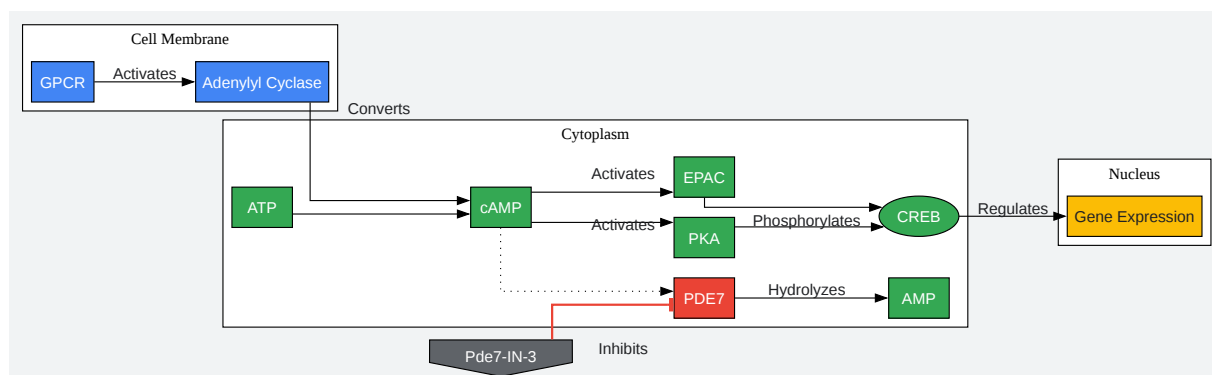 Cell Membrane
GPCR
Activates
Adenylyl Cyclase
Converts
Cytoplasm
ATP
cAMP
Activates
EPAC
Activates
PKA
Phosphorylates
CREB
Regulates
Nucleus
Gene Expression
PDE7
Hydrolyzes
AMP
Pde7-IN-3
Inhibits